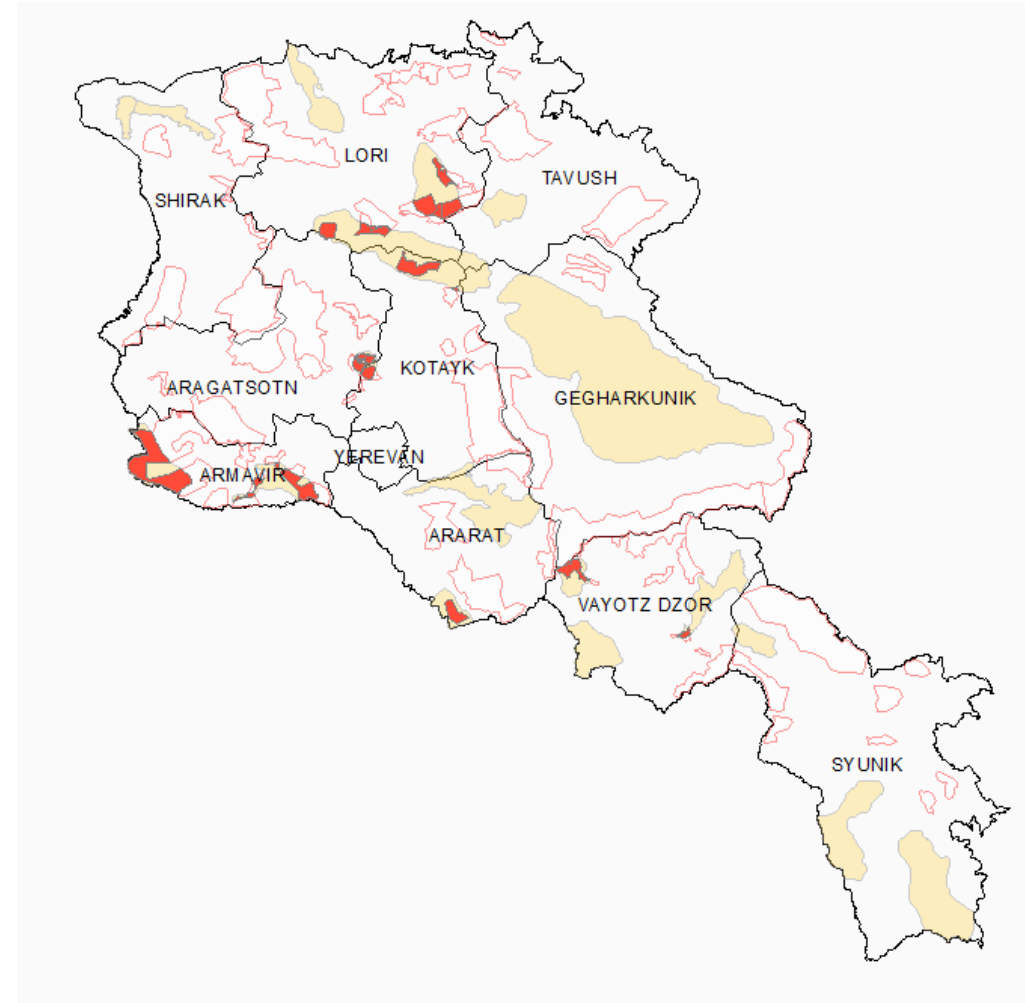 LORI
TAVUSH
SHIRAK
KOTAYK
ARAGATSOTN
GEGHARKUNIK
YEREVAN
ARMAVIR
ARARAT
VAYOTZ DZOR
SYUNIK